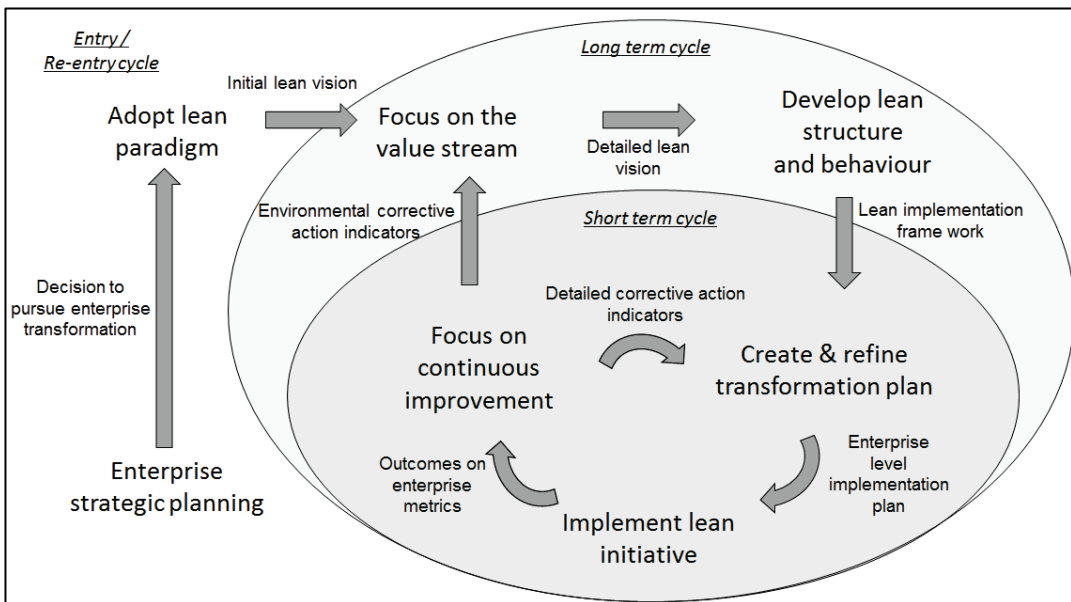 Entry /
Re-entry cycle
Adopt lean
paradigm
Initial lean vision
Long term cycle
Focus on the
value stream
Detailed lean
vision
Develop lean
structure
and behaviour
Environmental corrective
action indicators
Short term cycle
Lean implementation
frame work
Decision to
pursue enterprise
transformation
Detailed corrective action
indicators
Focus on
continuous
improvement
Create & refine
transformation plan
Enterprise
strategic planning
Outcomes on
enterprise
metrics
Implement lean
initiative
Enterprise
level
implementation
plan